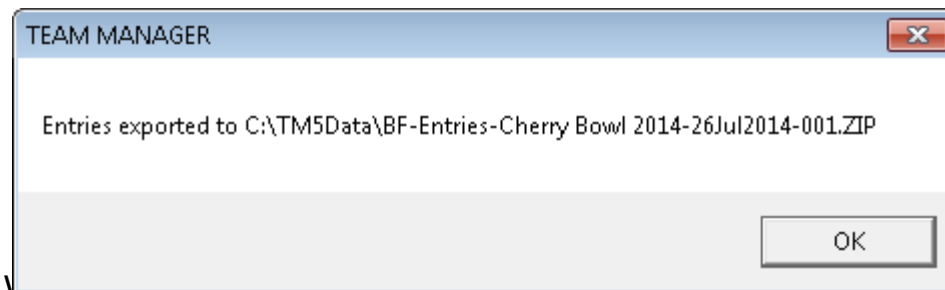 TEAM MANAGER
Entries exported to C:\TM5Data\BF-Entries-Cherry Bowl 2014-26Jul2014-001.ZIP
OK